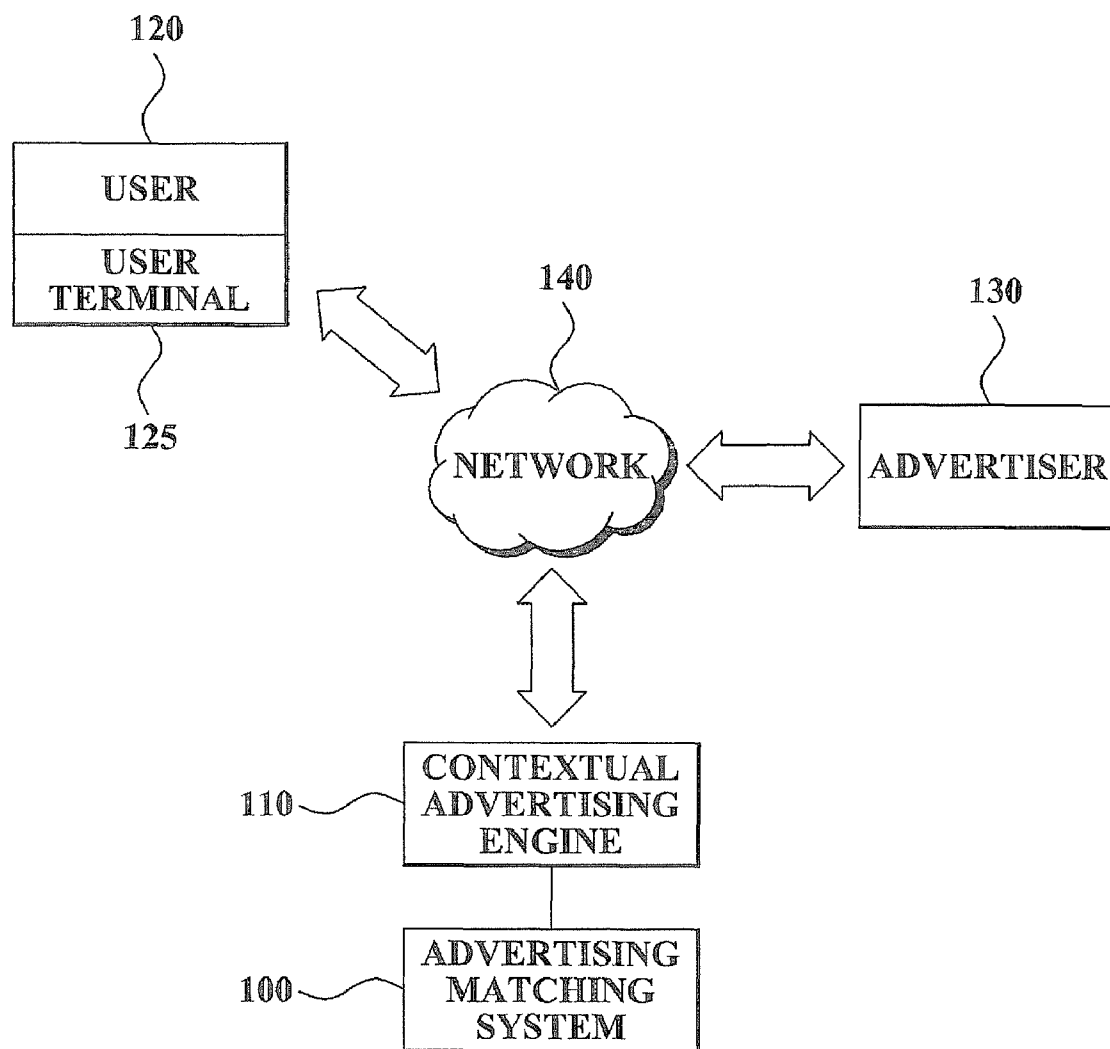 120
USER
USER
TERMINAL
125
140
NETWORK
130
ADVERTISER
110
CONTEXTUAL
ADVERTISING
ENGINE
100
ADVERTISING
MATCHING
SYSTEM